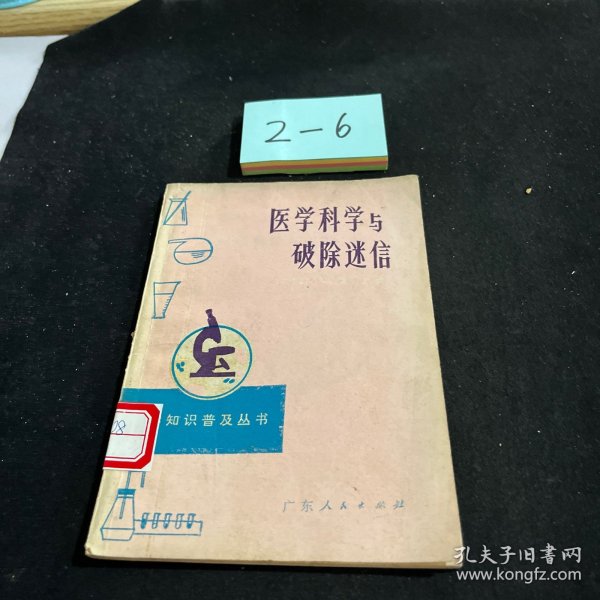 2-6
医学科学与
破除迷信
知识普及丛书
08
广东人民出版社
孔夫子旧书网
www.kongfz.com